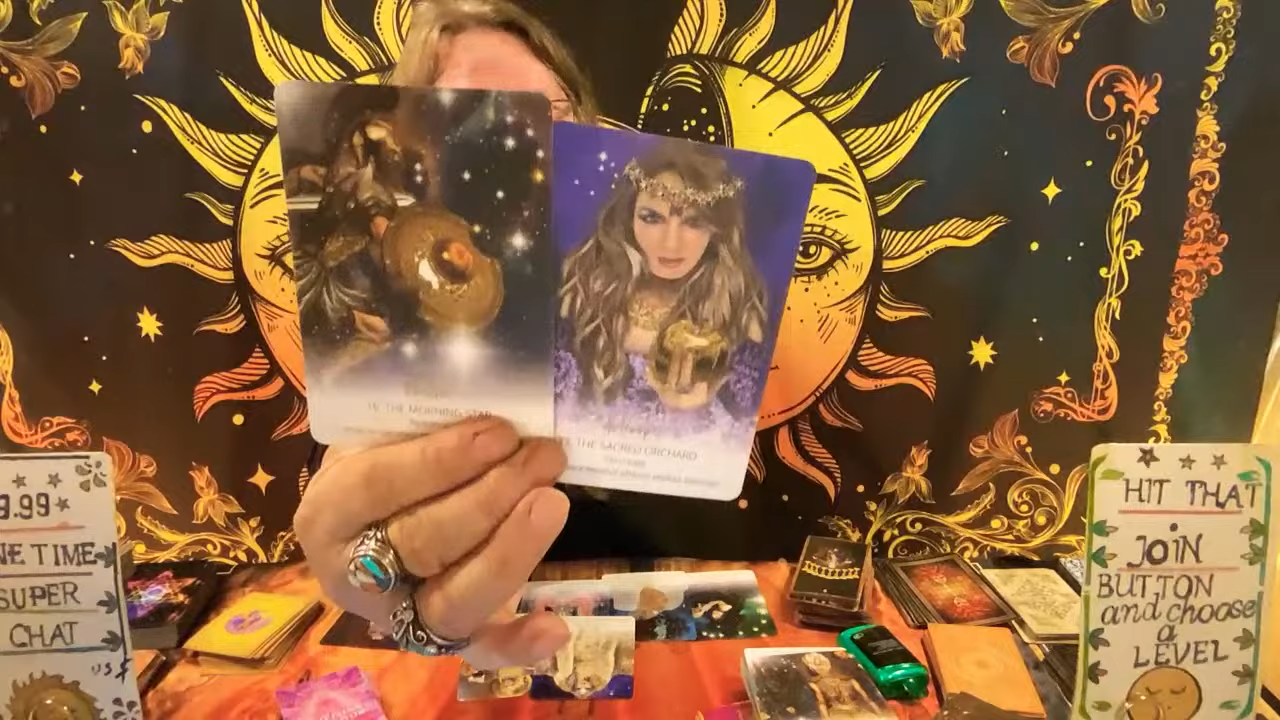 THE MORNING STAR
THE SACRED ORCHARD
9.99
NE TIME
SUPER
CHAT
US $
HIT THAT
JOIN
BUTTON
and choose
a
LEVEL